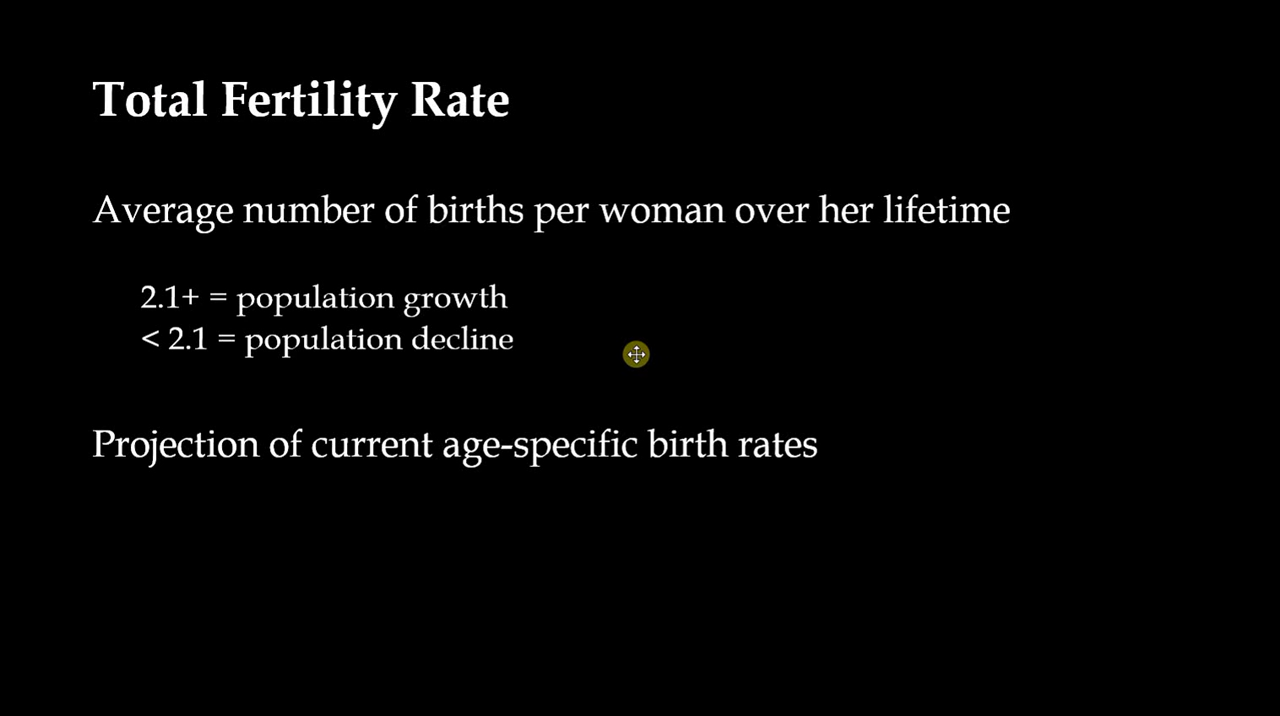 Total Fertility Rate
Average number of births per woman over her lifetime
2.1+ = population growth
< 2.1 = population decline
Projection of current age-specific birth rates